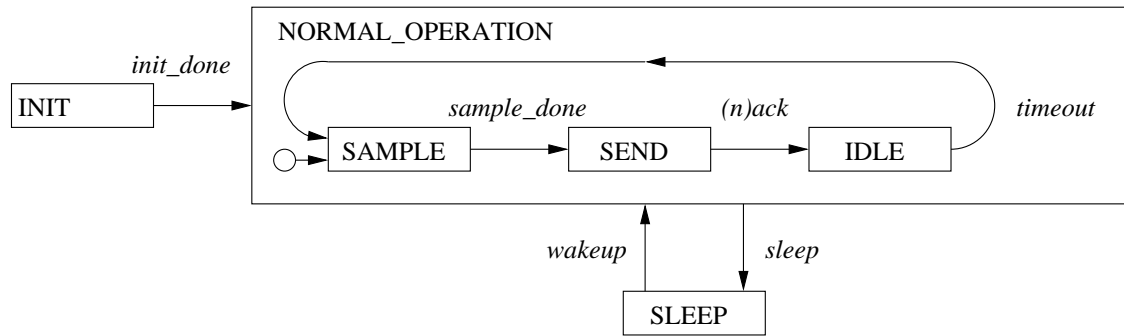 NORMAL_OPERATION
init_done
INIT
sample_done
(n)ack
timeout
SAMPLE
SEND
IDLE
wakeup
sleep
SLEEP